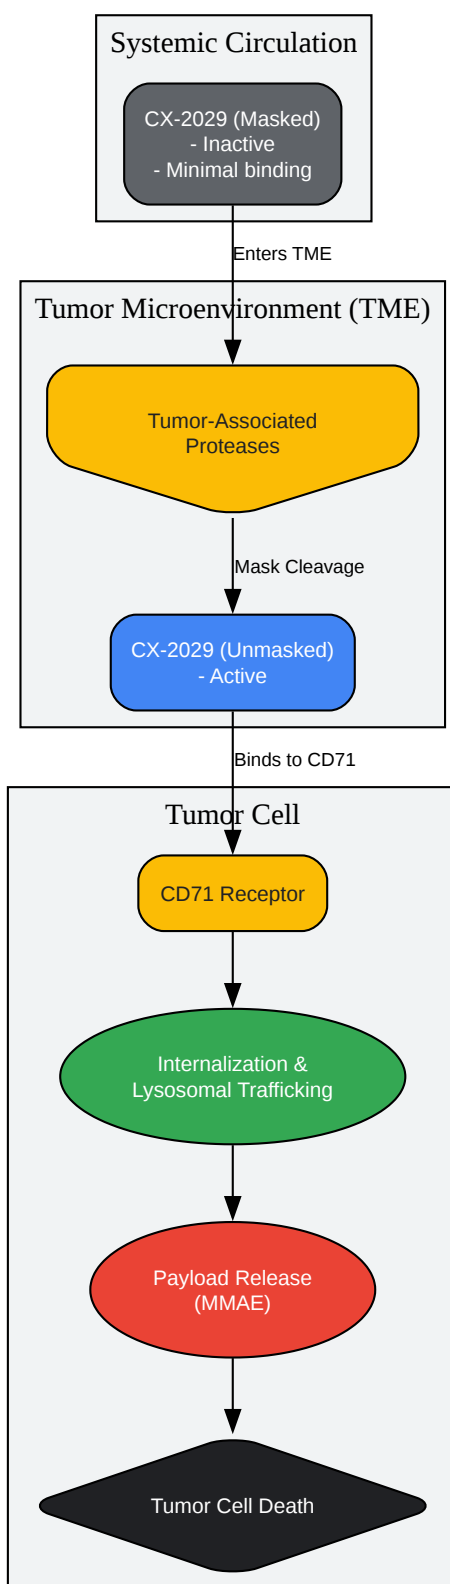 Systemic Circulation
CX-2029 (Masked)
- Inactive
- Minimal binding
Enters TME
Tumor Microenvironment (TME)
Tumor-Associated
Proteases
Mask Cleavage
CX-2029 (Unmasked)
- Active
Binds to CD71
Tumor Cell
CD71 Receptor
Internalization &
Lysosomal Trafficking
Payload Release
(MMAE)
Tumor Cell Death